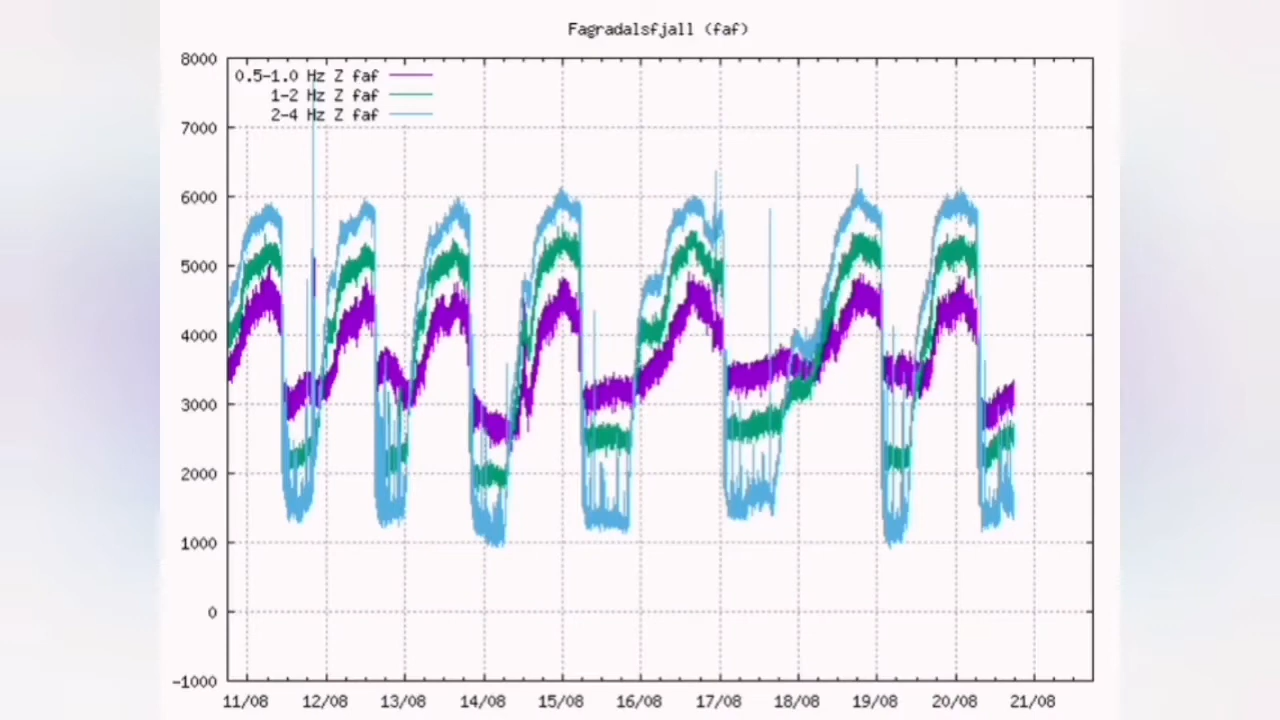 Fagradalsfjall (faf)
8000
0.5-1.0 Hz Z faf
1-2 Hz Z faf
2-4 Hz Z faf
7000
6000
5000
4000
3000
2000
1000
0
-1000
11/08 12/08 13/08 14/08 15/08 16/08 17/08 18/08 19/08 20/08 21/08